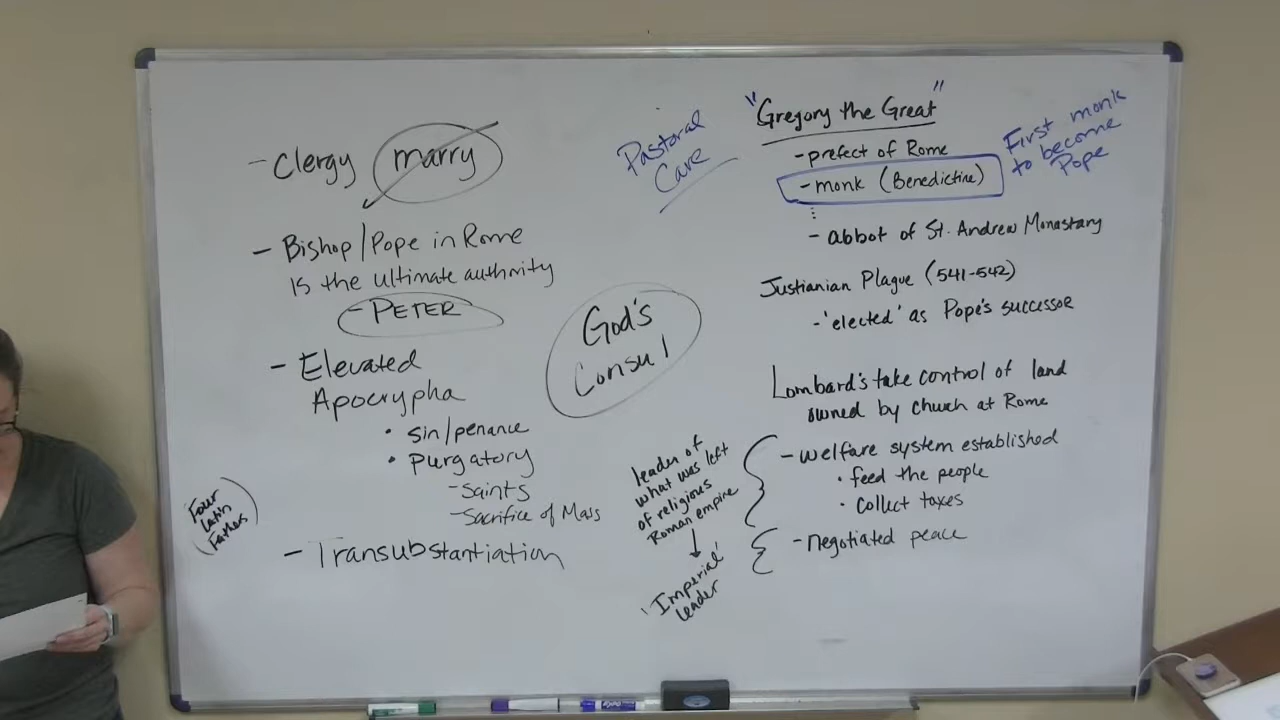 - Clergy marry
- Bishop/Pope in Rome
is the ultimate authority
- PETER
- Elevated
Apocrypha
• sin/penance
• purgatory
- Saints
- Sacrifice of Mass
- Transubstantiation
Four
Latin
Fathers
God's
Consul
Pastoral
Care
"Gregory the Great"
- prefect of Rome
- monk (Benedictine)
First monk
to become
Pope
- abbot of St. Andrew Monastary
Justianian Plague (541-542)
- 'elected' as Pope's successor
Lombard's take control of land
owned by church at Rome
- welfare system established
• feed the people
• collect taxes
- negotiated peace
leader of
what was left
of religious
Roman empire
'Imperial'
leader